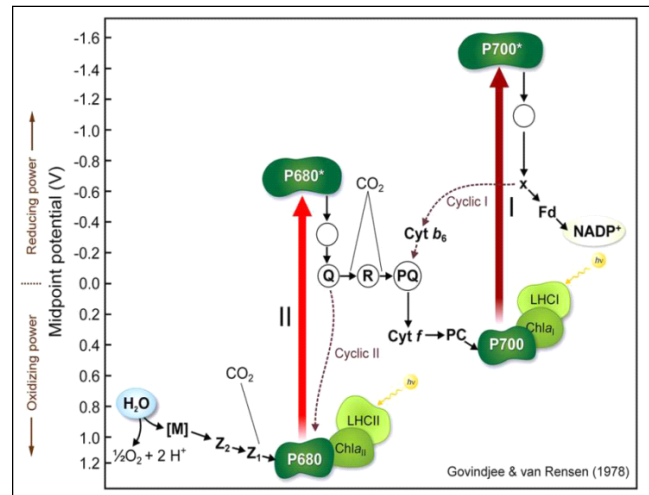 -1.6
-1.4
-1.2
-1.0
-0.8
-0.6
-0.4
-0.2
0.0
0.2
0.4
0.6
0.8
1.0
1.2
Midpoint potential (V)
Reducing power
Oxidizing power
P700*
P680*
CO2
Cyclic I
x
I
Fd
NADP+
Cyt b6
Q
R
PQ
II
hν
LHCI
ChlaI
P700
Cyt f
PC
Cyclic II
CO2
hν
H2O
[M]
Z2
Z1
P680
LHCII
ChlaII
½O2 + 2 H+
Govindjee & van Rensen (1978)